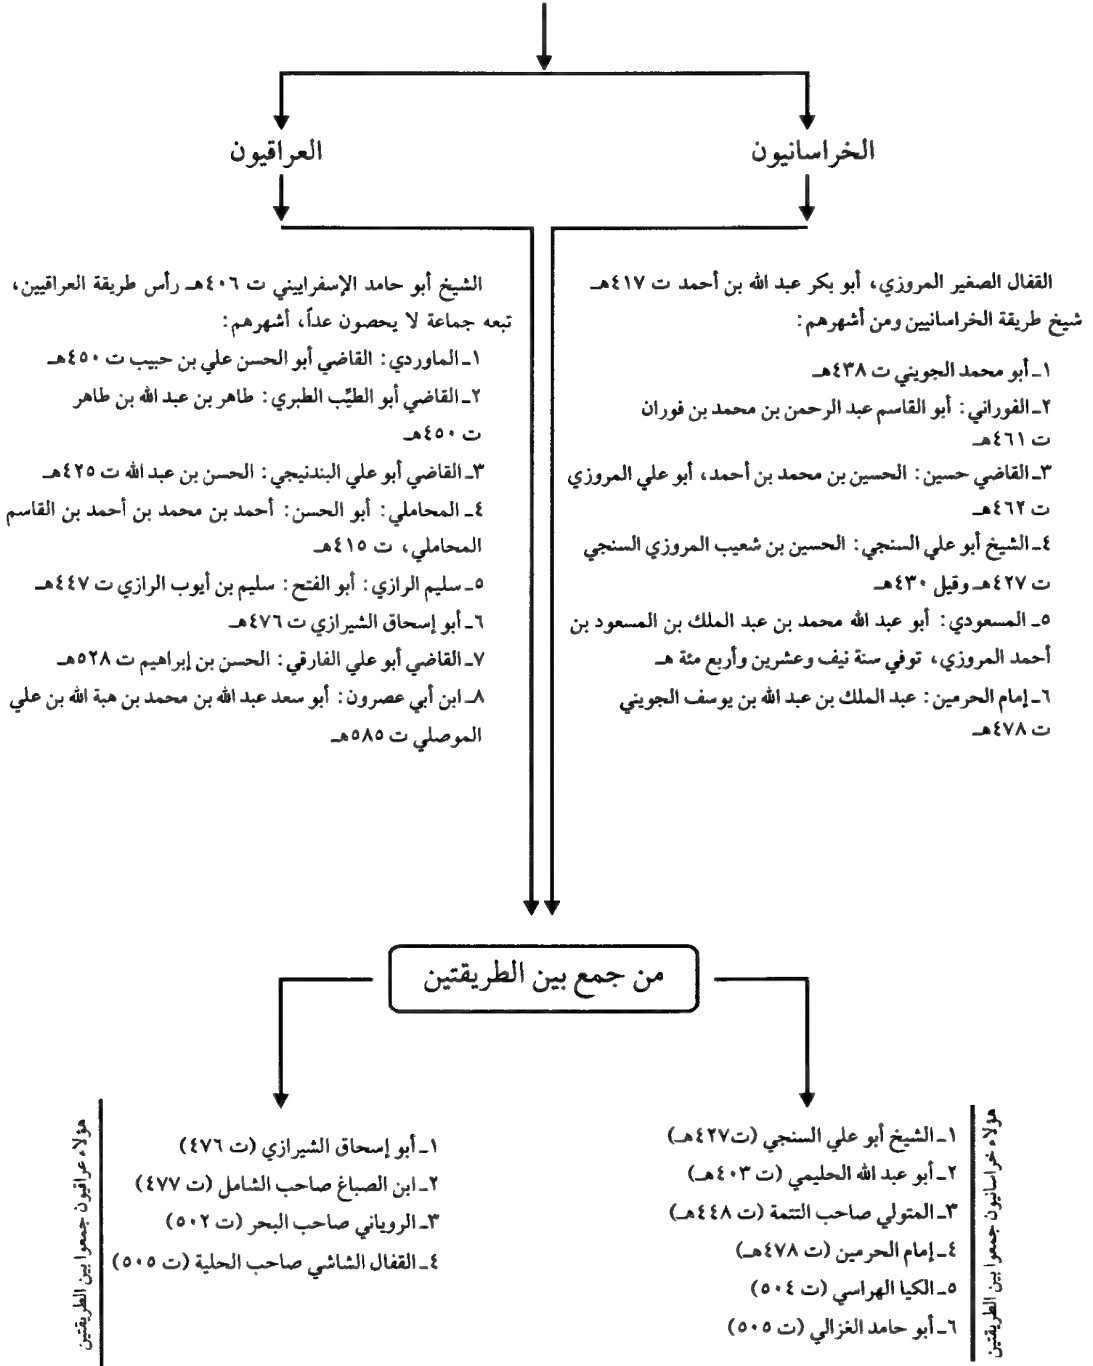 الخراسانيون
العراقيون
القفال الصغير المروزي، أبو بكر عبد الله بن أحمد ت ٤١٧هـ
شيخ طريقة الخراسانيين ومن أشهرهم:
١ـ أبو محمد الجويني ت ٤٣٨هـ
٢ـ الفوراني: أبو القاسم عبد الرحمن بن محمد بن فوران
ت ٤٦١هـ
٣ـ القاضي حسين: الحسين بن محمد بن أحمد، أبو علي المروزي
ت ٤٦٢هـ
٤ـ الشيخ أبو علي السنجي: الحسين بن شعيب المروزي السنجي
ت ٤٢٧هـ وقيل ٤٣٠هـ
٥ـ المسعودي: أبو عبد الله محمد بن عبد الملك بن المسعود بن
أحمد المروزي، توفي سنة نيف وعشرين وأربع مئة هـ
٦ـ إمام الحرمين: عبد الملك بن عبد الله بن يوسف الجويني
ت ٤٧٨هـ
الشيخ أبو حامد الإسفراييني ت ٤٠٦هـ رأس طريقة العراقيين،
تبعه جماعة لا يحصون عداً، أشهرهم:
١ـ الماوردي: القاضي أبو الحسن علي بن حبيب ت ٤٥٠هـ
٢ـ القاضي أبو الطيِّب الطبري: طاهر بن عبد الله بن طاهر
ت ٤٥٠هـ
٣ـ القاضي أبو علي البندنيجي: الحسن بن عبد الله ت ٤٢٥هـ
٤ـ المحاملي: أبو الحسن: أحمد بن محمد بن أحمد بن القاسم
المحاملي، ت ٤١٥هـ
٥ـ سليم الرازي: أبو الفتح: سليم بن أيوب الرازي ت ٤٤٧هـ
٦ـ أبو إسحاق الشيرازي ت ٤٧٦هـ
٧ـ القاضي أبو علي الفارقي: الحسن بن إبراهيم ت ٥٢٨هـ
٨ـ ابن أبي عصرون: أبو سعد عبد الله بن محمد بن هبة الله بن علي
الموصلي ت ٥٨٥هـ
من جمع بين الطريقتين
هؤلاء خراسانيون جمعوا بين الطريقتين
١ـ الشيخ أبو علي السنجي (ت٤٢٧هـ)
٢ـ أبو عبد الله الحليمي (ت ٤٠٣هـ)
٣ـ المتولي صاحب التتمة (ت ٤٤٨هـ)
٤ـ إمام الحرمين (ت ٤٧٨هـ)
٥ـ الكيا الهراسي (ت ٥٠٤)
٦ـ أبو حامد الغزالي (ت ٥٠٥)
١ـ أبو إسحاق الشيرازي (ت ٤٧٦)
٢ـ ابن الصباغ صاحب الشامل (ت ٤٧٧)
٣ـ الروياني صاحب البحر (ت ٥٠٢)
٤ـ القفال الشاشي صاحب الحلية (ت ٥٠٥)
هؤلاء عراقيون جمعوا بين الطريقتين